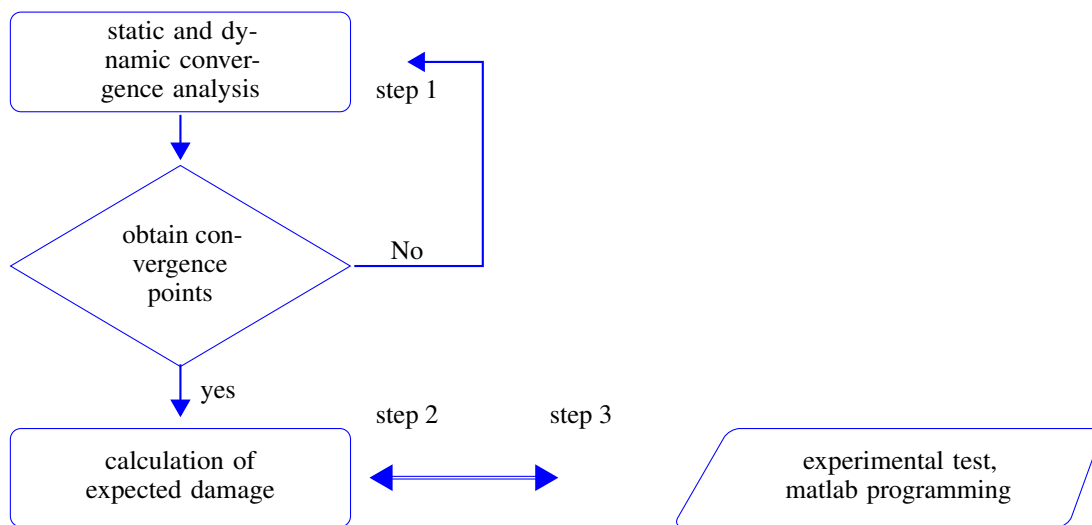 static and dy-
namic conver-
gence analysis
step 1
obtain con-
vergence
points
No
yes
step 2
step 3
calculation of
expected damage
experimental test,
matlab programming